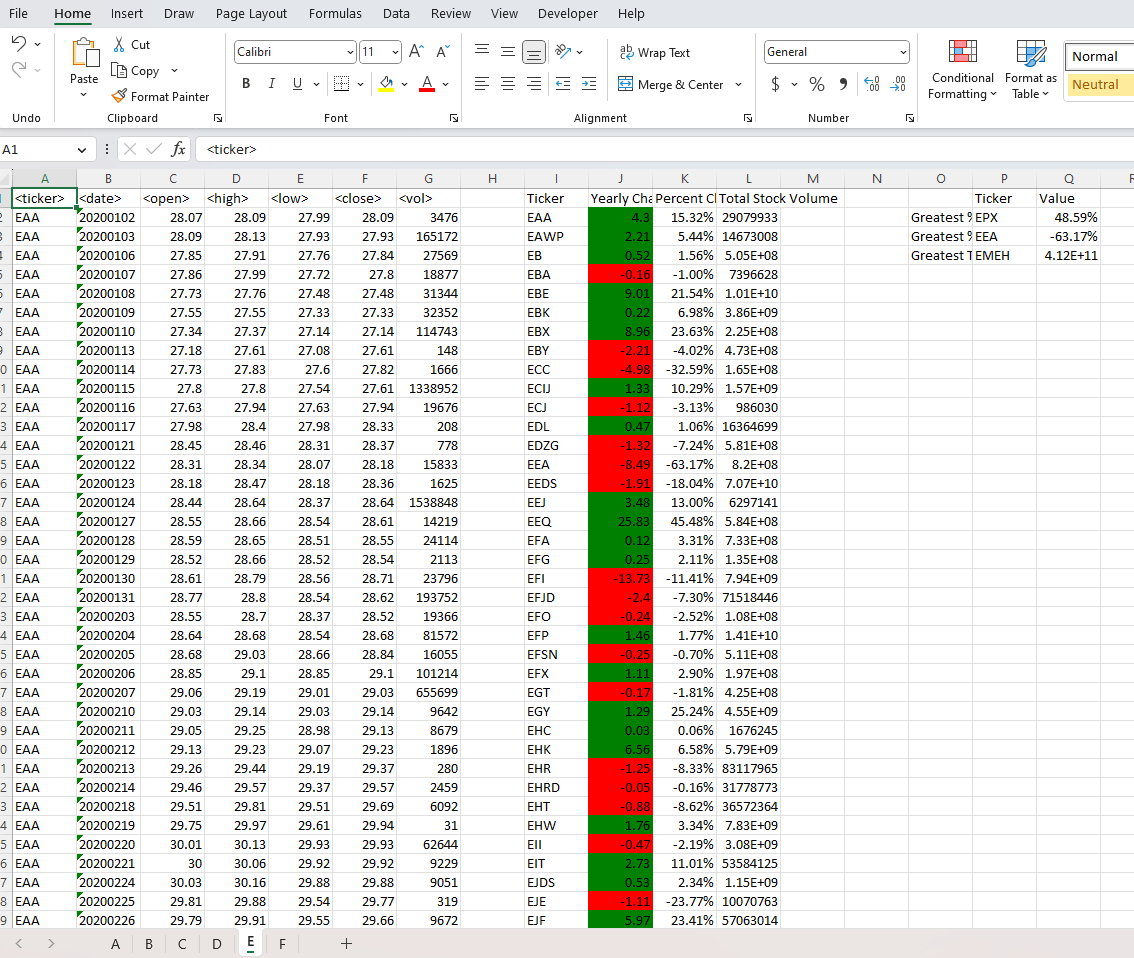 File Home Insert Draw Page Layout Formulas Data Review View Developer Help
Paste Cut Copy Format Painter
Calibri 11 A A B I U A
ab Wrap Text Merge & Center
General $ % 9 .00
Conditional Formatting Format as Table Normal Neutral
Undo Clipboard Font Alignment Number
A1 fx <ticker>
A B C D E F G H I J K L M N O P Q
<ticker> <date> <open> <high> <low> <close> <vol> Ticker Yearly Cha Percent Cl Total Stock Volume Ticker Value
EAA 20200102 28.07 28.09 27.99 28.09 3476 EAA 4.3 15.32% 29079933 Greatest % EPX 48.59%
EAA 20200103 28.09 28.13 27.93 27.93 165172 EAWP 2.21 5.44% 14673008 Greatest % EEA -63.17%
EAA 20200106 27.85 27.91 27.76 27.84 27569 EB 0.52 1.56% 5.05E+08 Greatest T EMEH 4.12E+11
EAA 20200107 27.86 27.99 27.72 27.8 18877 EBA -0.16 -1.00% 7396628
EAA 20200108 27.73 27.76 27.48 27.48 31344 EBE 9.01 21.54% 1.01E+10
EAA 20200109 27.55 27.55 27.33 27.33 32352 EBK 0.22 6.98% 3.86E+09
EAA 20200110 27.34 27.37 27.14 27.14 114743 EBX 8.96 23.63% 2.25E+08
EAA 20200113 27.18 27.61 27.08 27.61 148 EBY -2.21 -4.02% 4.73E+08
EAA 20200114 27.73 27.83 27.6 27.82 1666 ECC -4.98 -32.59% 1.65E+08
EAA 20200115 27.8 27.8 27.54 27.61 1338952 ECIJ 1.33 10.29% 1.57E+09
EAA 20200116 27.63 27.94 27.63 27.94 19676 ECJ -1.12 -3.13% 986030
EAA 20200117 27.98 28.4 27.98 28.33 208 EDL 0.47 1.06% 16364699
EAA 20200121 28.45 28.46 28.31 28.37 778 EDZG -1.32 -7.24% 5.81E+08
EAA 20200122 28.31 28.34 28.07 28.18 15833 EEA -8.49 -63.17% 8.2E+08
EAA 20200123 28.18 28.47 28.18 28.36 1625 EEDS -1.91 -18.04% 7.07E+10
EAA 20200124 28.44 28.64 28.37 28.64 1538848 EEJ 3.48 13.00% 6297141
EAA 20200127 28.55 28.66 28.54 28.61 14219 EEQ 25.83 45.48% 5.84E+08
EAA 20200128 28.59 28.65 28.51 28.55 24114 EFA 0.12 3.31% 7.33E+08
EAA 20200129 28.52 28.66 28.52 28.54 2113 EFG 0.25 2.11% 1.35E+08
EAA 20200130 28.61 28.79 28.56 28.71 23796 EFI -13.73 -11.41% 7.94E+09
EAA 20200131 28.77 28.8 28.54 28.62 193752 EFJD -2.4 -7.30% 71518446
EAA 20200203 28.55 28.7 28.37 28.52 19366 EFO -0.24 -2.52% 1.08E+08
EAA 20200204 28.64 28.68 28.54 28.68 81572 EFP 1.46 1.77% 1.41E+10
EAA 20200205 28.68 29.03 28.66 28.84 16055 EFSN -0.25 -0.70% 5.11E+08
EAA 20200206 28.85 29.1 28.85 29.1 101214 EFX 1.11 2.90% 1.97E+08
EAA 20200207 29.06 29.19 29.01 29.03 655699 EGT -0.17 -1.81% 4.25E+08
EAA 20200210 29.03 29.14 29.03 29.14 9642 EGY 1.29 25.24% 4.55E+09
EAA 20200211 29.05 29.25 28.98 29.13 8679 EHC 0.03 0.06% 1676245
EAA 20200212 29.13 29.23 29.07 29.23 1896 EHK 6.56 6.58% 5.79E+09
EAA 20200213 29.26 29.44 29.19 29.37 280 EHR -1.25 -8.33% 83117965
EAA 20200214 29.46 29.57 29.37 29.57 2459 EHRD -0.05 -0.16% 31778773
EAA 20200218 29.51 29.81 29.51 29.69 6092 EHT -0.88 -8.62% 36572364
EAA 20200219 29.75 29.97 29.61 29.94 31 EHW 1.76 3.34% 7.83E+09
EAA 20200220 30.01 30.13 29.93 29.93 62644 EII -0.47 -2.19% 3.08E+09
EAA 20200221 30 30.06 29.92 29.92 9229 EIT 2.73 11.01% 53584125
EAA 20200224 30.03 30.16 29.88 29.88 9051 EJDS 0.53 2.34% 1.15E+09
EAA 20200225 29.81 29.88 29.54 29.77 319 EJE -1.11 -23.77% 10070763
EAA 20200226 29.79 29.91 29.55 29.66 9672 EJF 5.97 23.41% 57063014
A B C D E F +